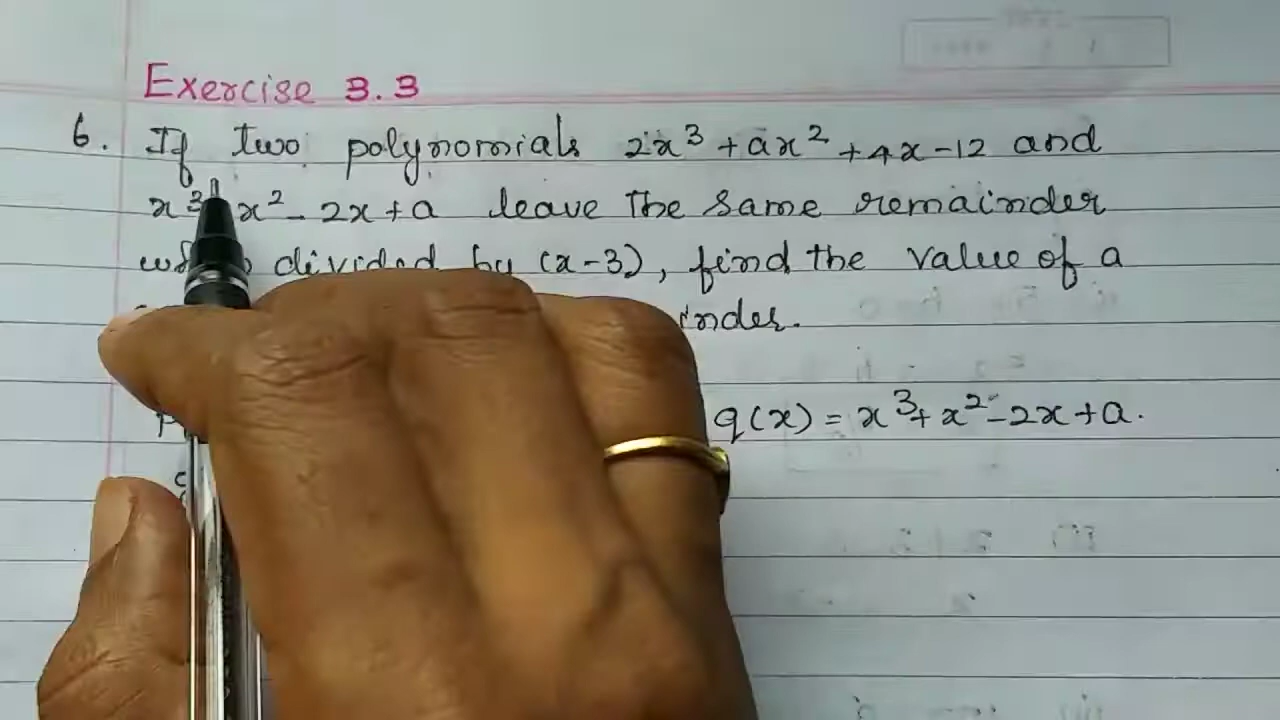 Exercise 3.3
6. If two polynomials 2x³ + ax² + 4x - 12 and
x³ x² - 2x + a leave the same remainder
divided by (x-3), find the value of a
q(x) = x³ + x² - 2x + a.